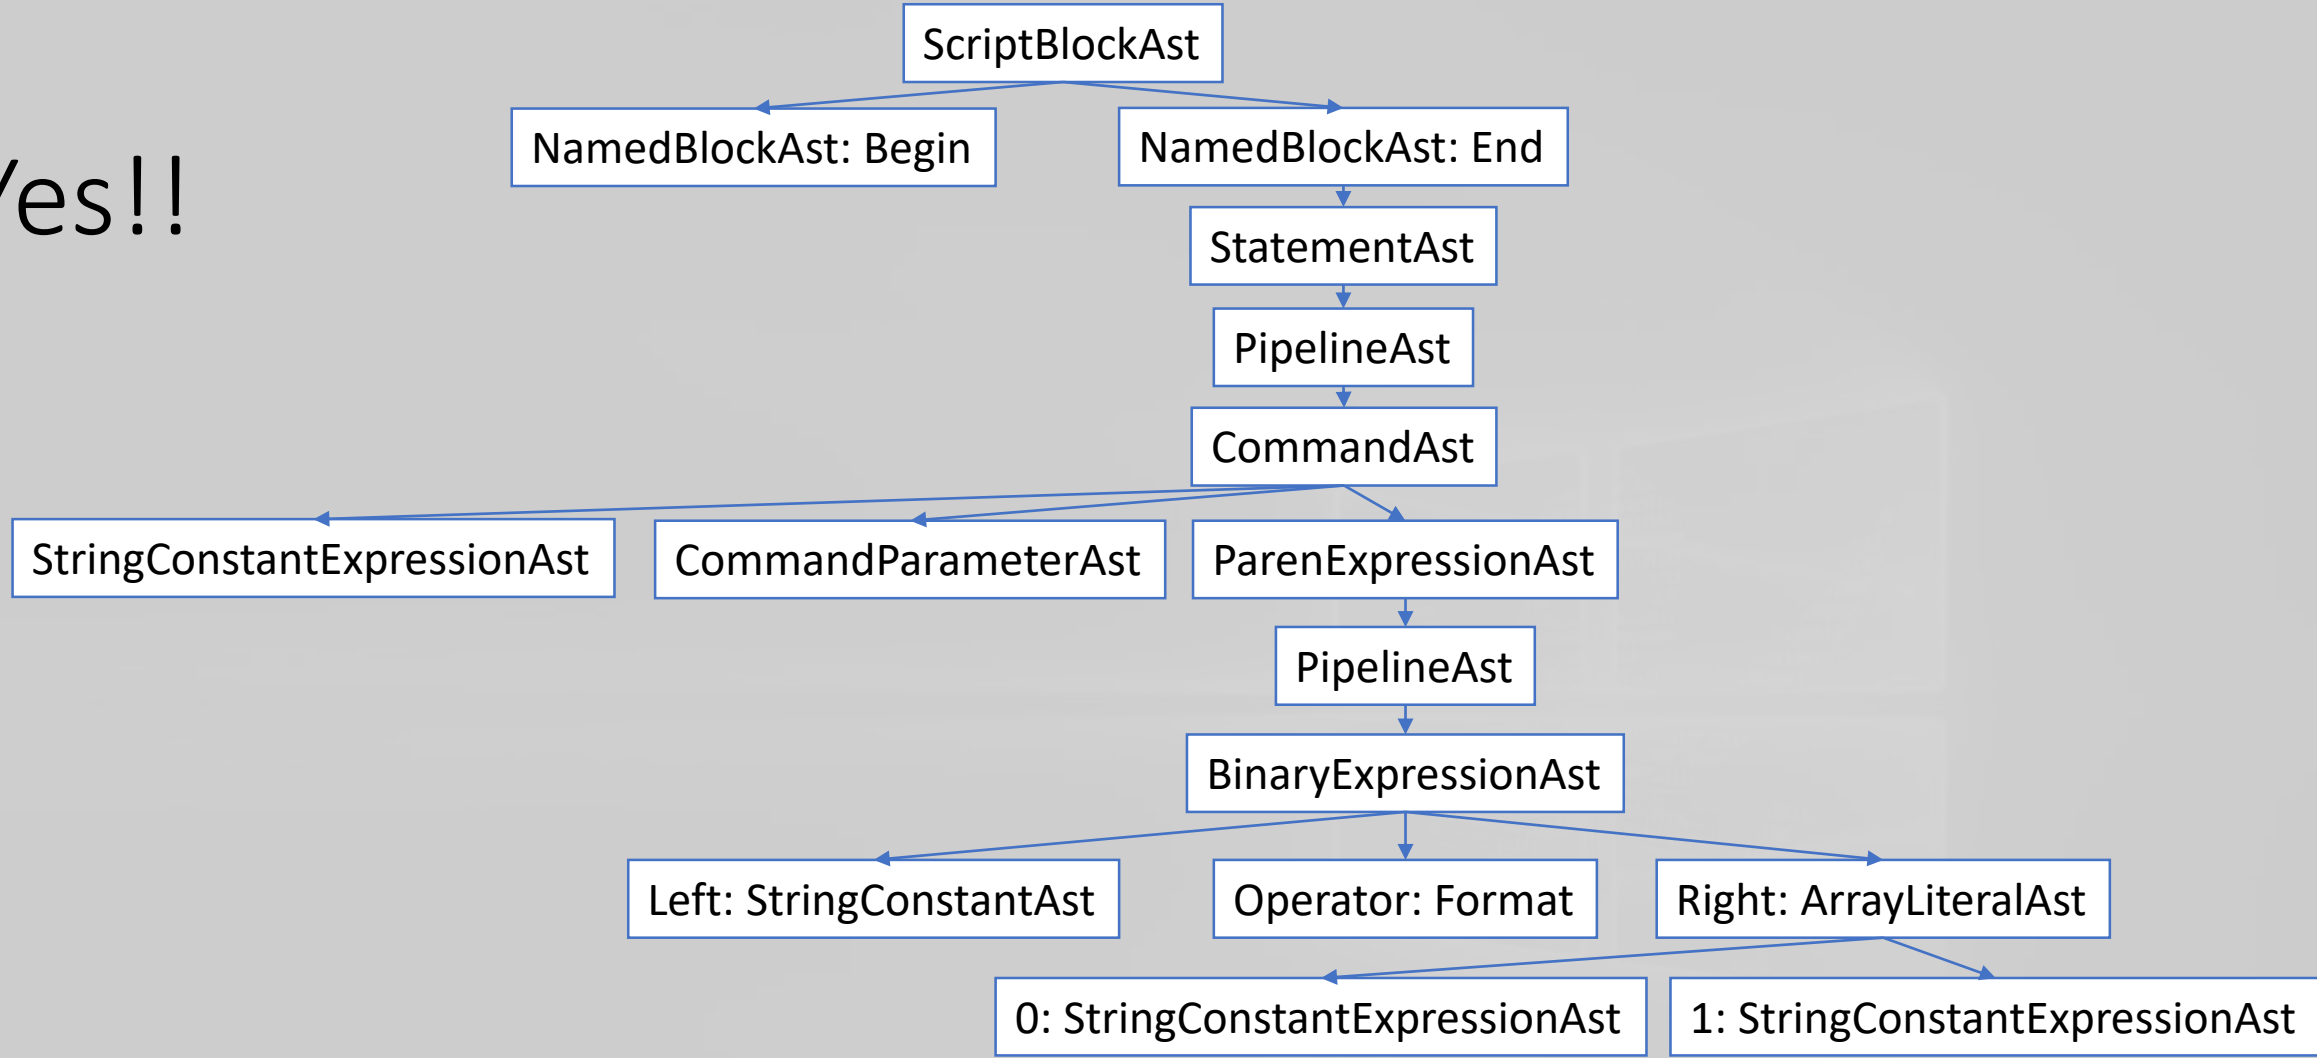 Yes!!
ScriptBlockAst
NamedBlockAst: Begin
NamedBlockAst: End
StatementAst
PipelineAst
CommandAst
StringConstantExpressionAst
CommandParameterAst
ParenExpressionAst
PipelineAst
BinaryExpressionAst
Left: StringConstantAst
Operator: Format
Right: ArrayLiteralAst
0: StringConstantExpressionAst
1: StringConstantExpressionAst